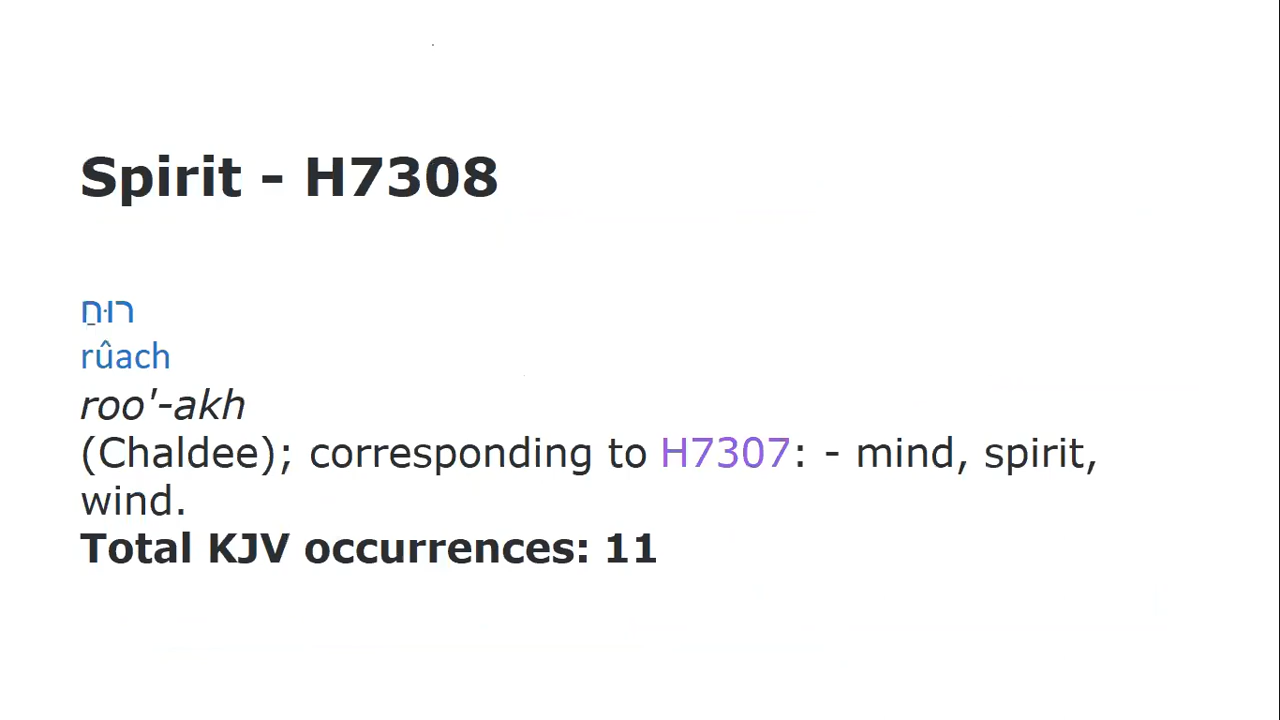 Spirit - H7308
רוּחַ
rûach
roo'-akh
(Chaldee); corresponding to H7307: - mind, spirit,
wind.
Total KJV occurrences: 11